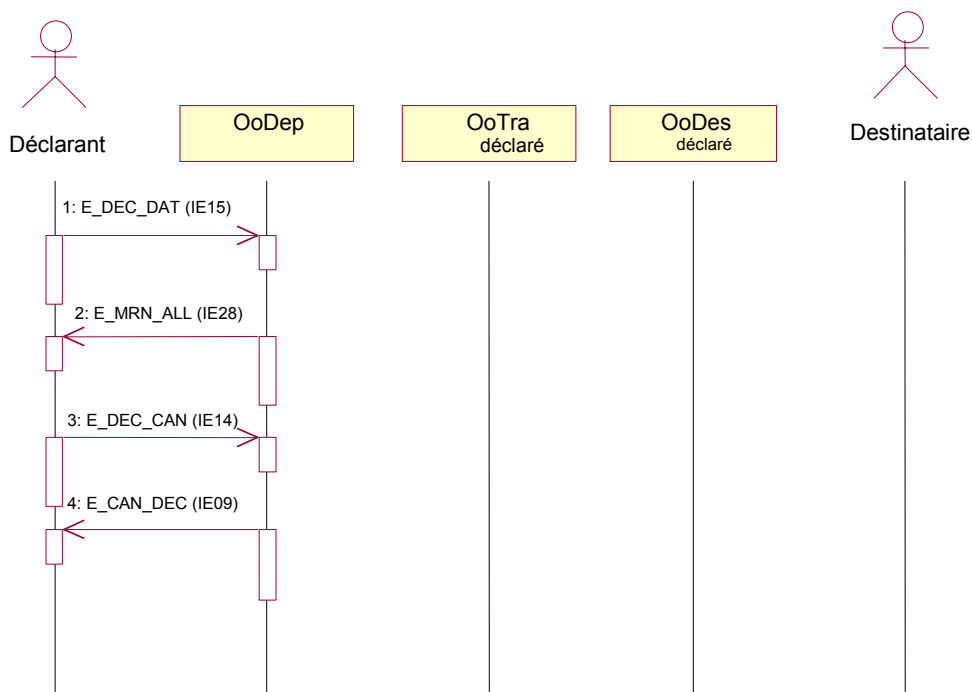 Déclarant
OoDep
OoTra
déclaré
OoDes
déclaré
Destinataire
1: E_DEC_DAT (IE15)
2: E_MRN_ALL (IE28)
3: E_DEC_CAN (IE14)
4: E_CAN_DEC (IE09)